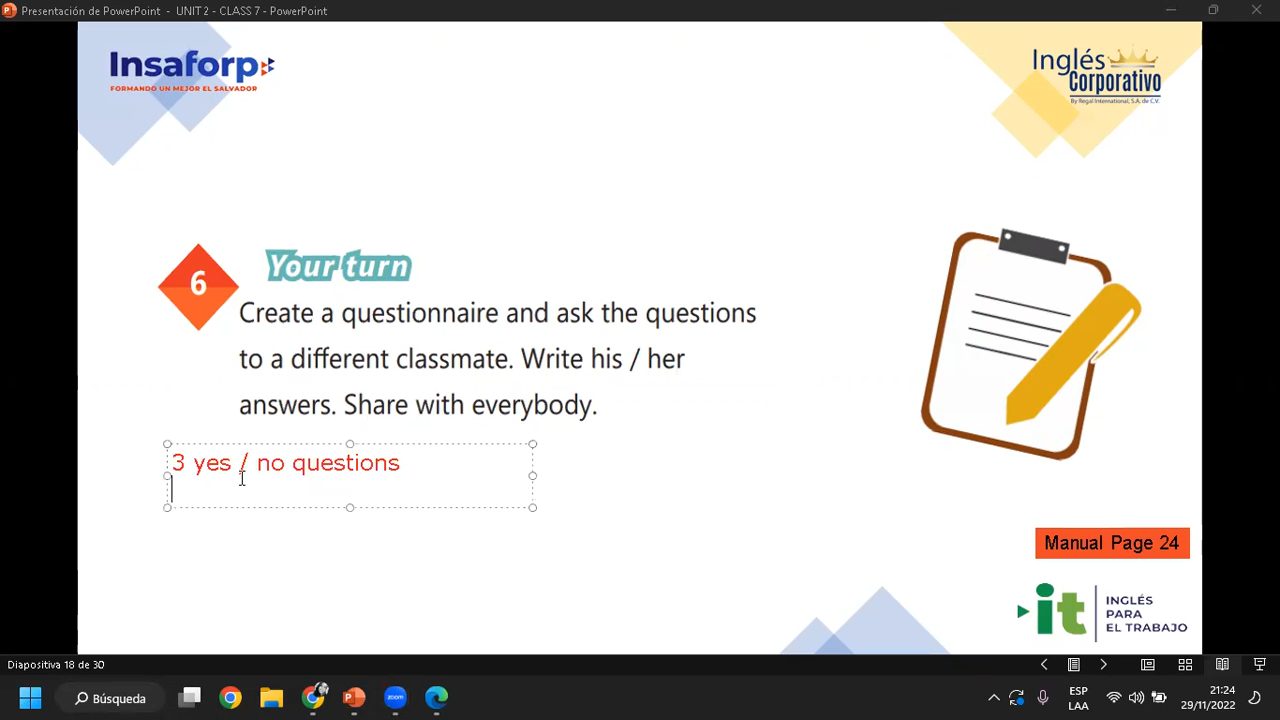 Presentación de PowerPoint - UNIT 2 - CLASS 7 - PowerPoint
Insaforp
FORMANDO UN MEJOR EL SALVADOR
Inglés
Corporativo
By Regal International, S.A. de C.V.
6
Your turn
Create a questionnaire and ask the questions
to a different classmate. Write his / her
answers. Share with everybody.
3 yes / no questions
Manual Page 24
it
INGLÉS
PARA
EL TRABAJO
Diapositiva 18 de 30
Búsqueda
zoom
ESP
LAA
21:24
29/11/2022